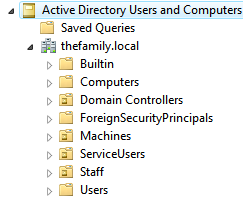 Active Directory Users and Computers
Saved Queries
thefamily.local
Builtin
Computers
Domain Controllers
ForeignSecurityPrincipals
Machines
ServiceUsers
Staff
Users